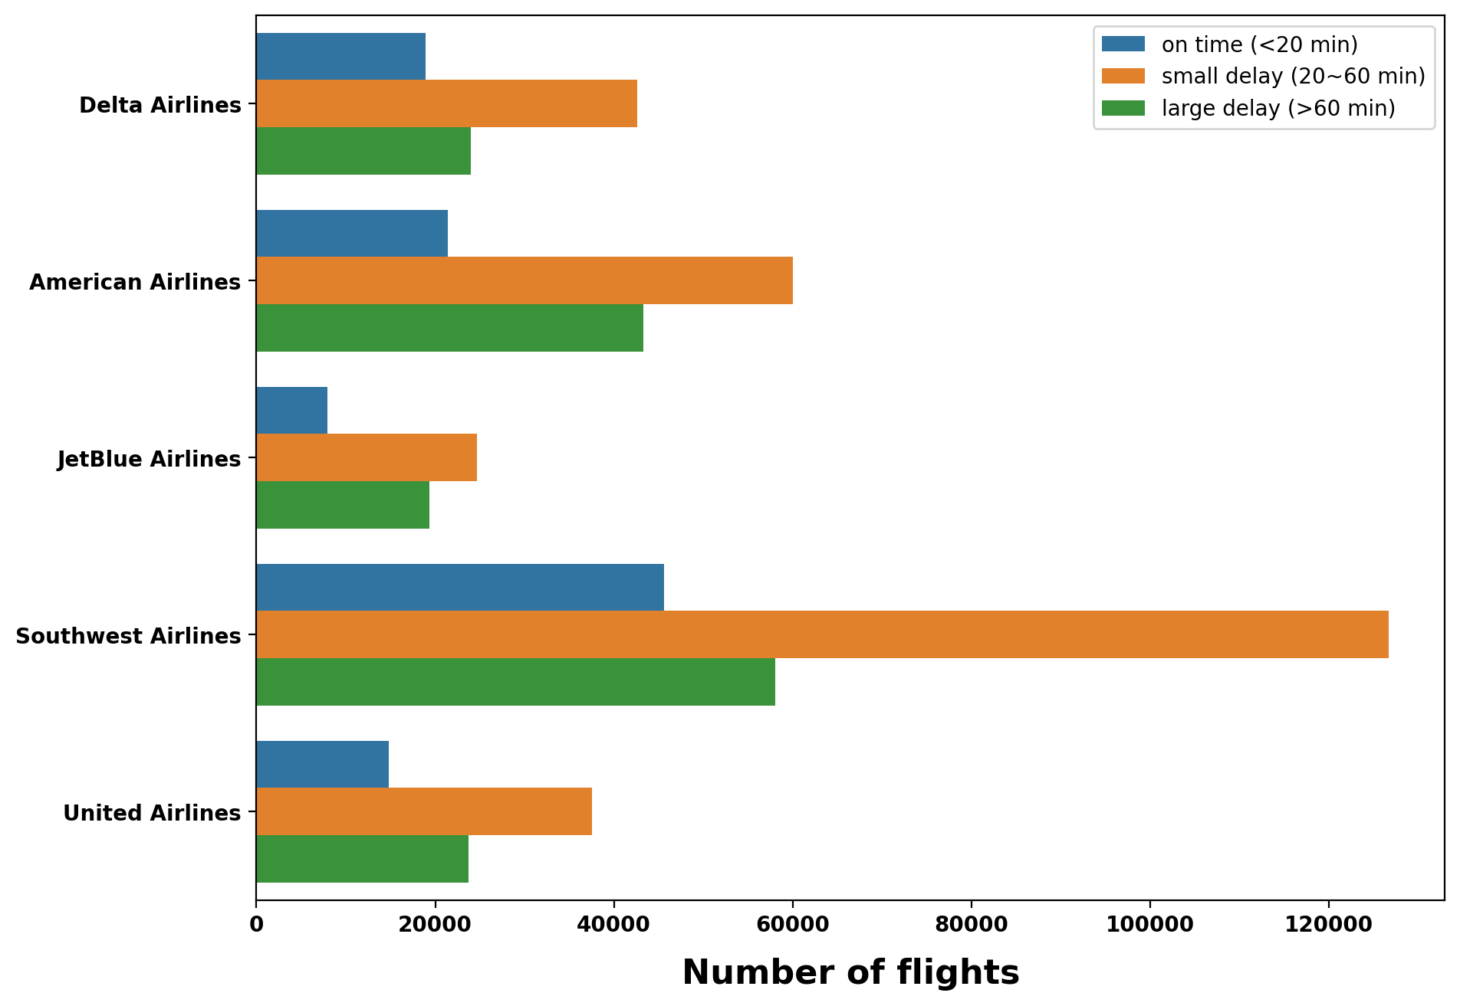 on time (<20 min)
small delay (20~60 min)
large delay (>60 min)
Delta Airlines
American Airlines
JetBlue Airlines
Southwest Airlines
United Airlines
0 20000 40000 60000 80000 100000 120000
Number of flights